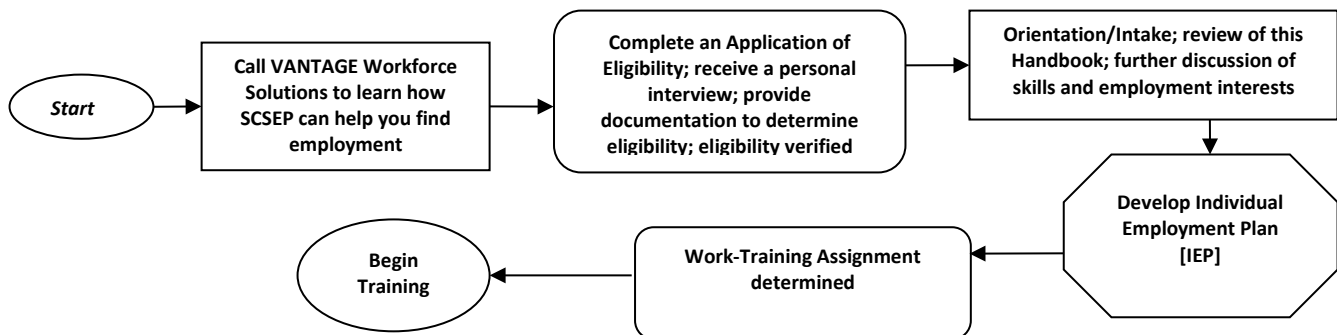 Start
Call VANTAGE Workforce
Solutions to learn how
SCSEP can help you find
employment
Complete an Application of
Eligibility; receive a personal
interview; provide
documentation to determine
eligibility; eligibility verified
Orientation/Intake; review of this
Handbook; further discussion of
skills and employment interests
Develop Individual
Employment Plan
[IEP]
Work-Training Assignment
determined
Begin
Training